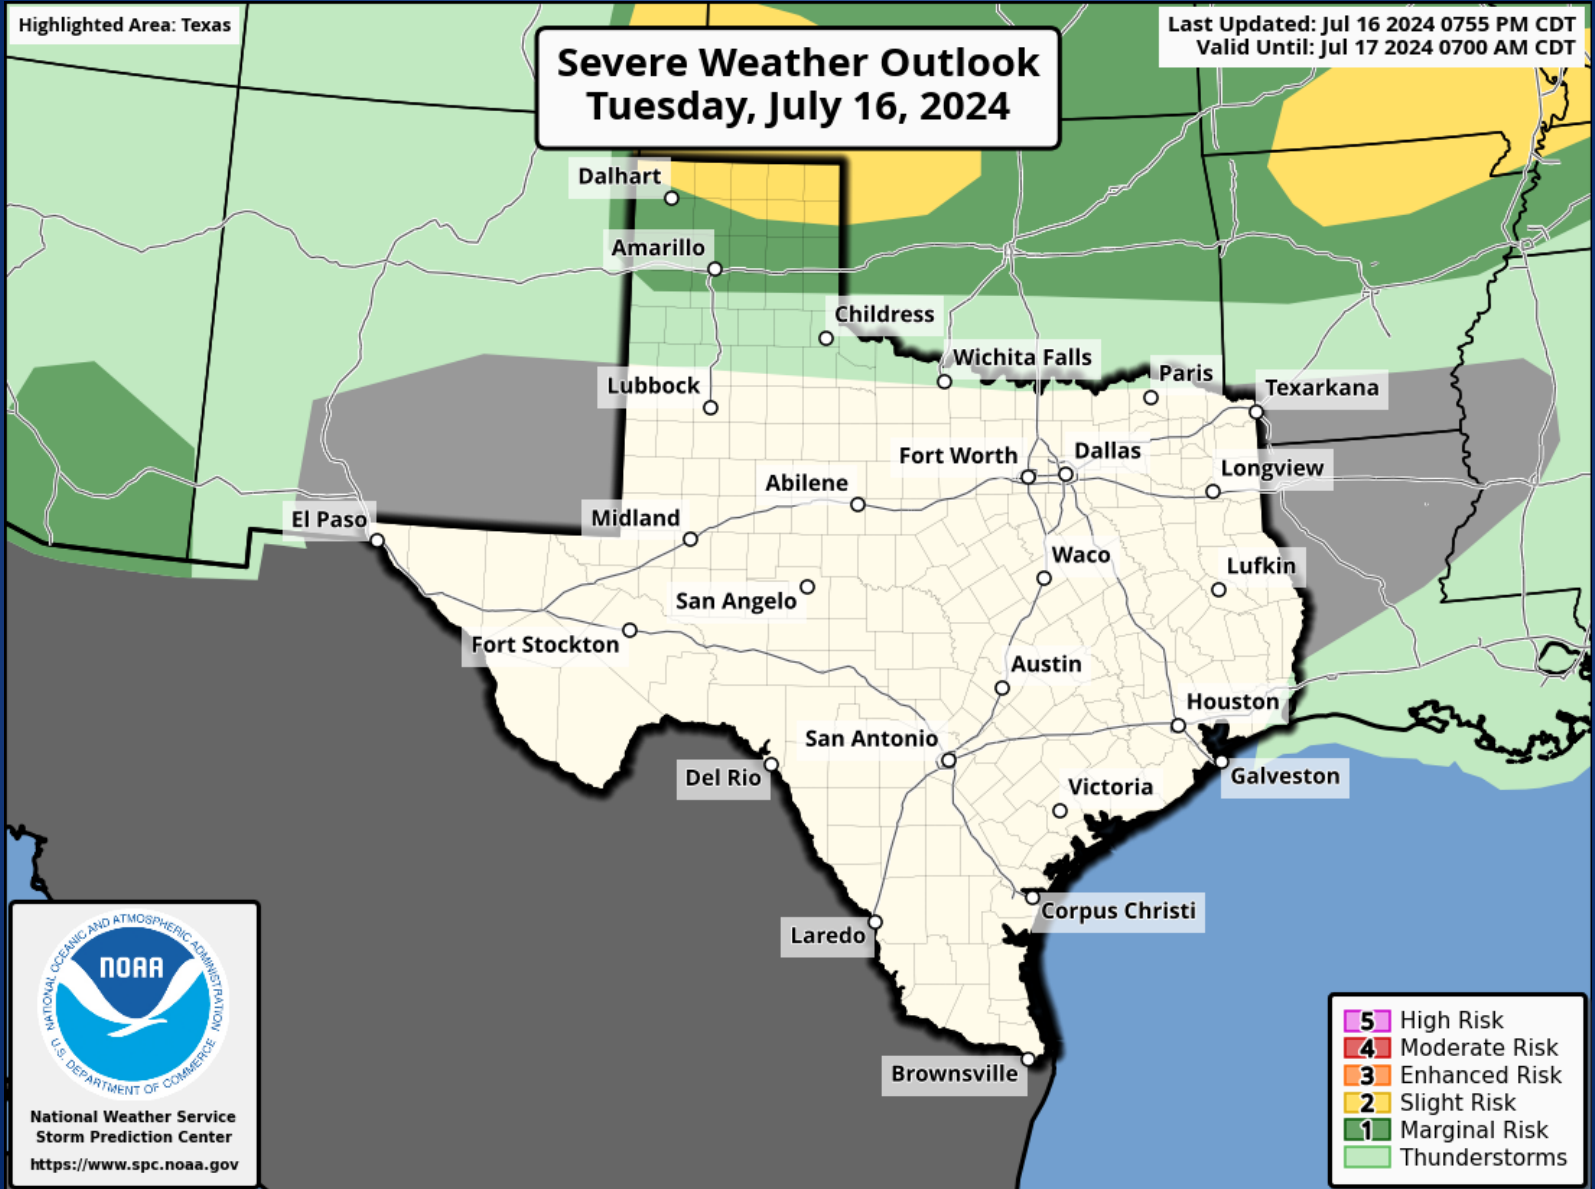 Highlighted Area: Texas
Last Updated: Jul 16 2024 0755 PM CDT
Valid Until: Jul 17 2024 0700 AM CDT
Severe Weather Outlook
Tuesday, July 16, 2024
Dalhart
Amarillo
Childress
Wichita Falls
Paris
Texarkana
Lubbock
Fort Worth
Dallas
Longview
Abilene
El Paso
Midland
Waco
Lufkin
San Angelo
Fort Stockton
Austin
Houston
San Antonio
Del Rio
Galveston
Victoria
Corpus Christi
Laredo
Brownsville
NATIONAL OCEANIC AND ATMOSPHERIC ADMINISTRATION
NOAA
U.S. DEPARTMENT OF COMMERCE
National Weather Service
Storm Prediction Center
https://www.spc.noaa.gov
5 High Risk
4 Moderate Risk
3 Enhanced Risk
2 Slight Risk
1 Marginal Risk
Thunderstorms